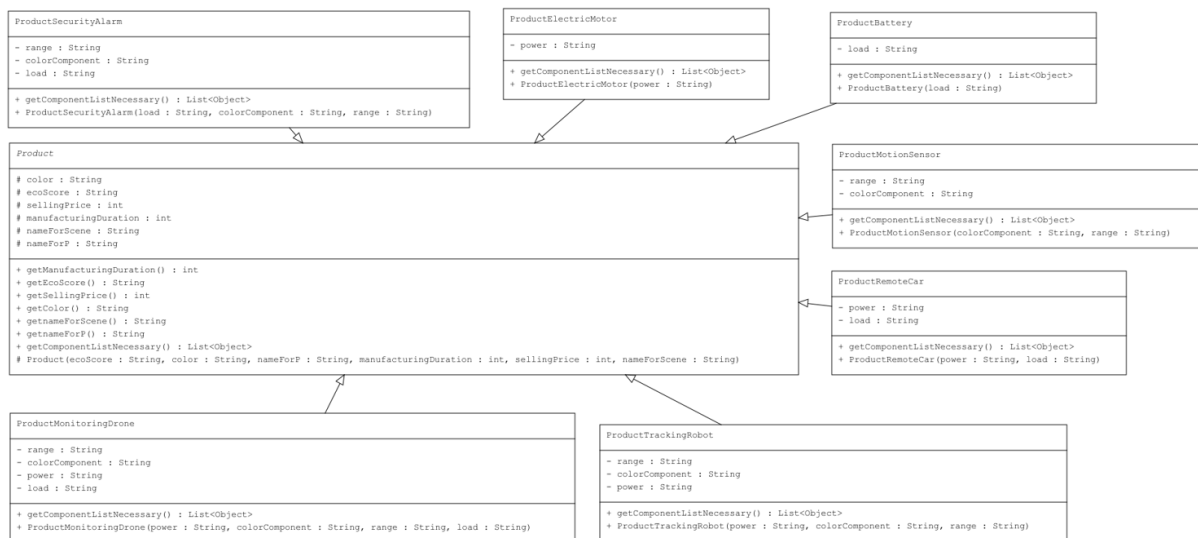 ProductSecurityAlarm
- range : String
- colorComponent : String
- load : String
+ getComponentListNecessary() : List<Object>
+ ProductSecurityAlarm(load : String, colorComponent : String, range : String)
ProductElectricMotor
- power : String
+ getComponentListNecessary() : List<Object>
+ ProductElectricMotor(power : String)
ProductBattery
- load : String
+ getComponentListNecessary() : List<Object>
+ ProductBattery(load : String)
Product
# color : String
# ecoScore : String
# sellingPrice : int
# manufacturingDuration : int
# nameForScene : String
# nameForP : String
+ getManufacturingDuration() : int
+ getEcoScore() : String
+ getSellingPrice() : int
+ getColor() : String
+ getnameForScene() : String
+ getnameForP() : String
+ getComponentListNecessary() : List<Object>
# Product(ecoScore : String, color : String, nameForP : String, manufacturingDuration : int, sellingPrice : int, nameForScene : String)
ProductMotionSensor
- range : String
- colorComponent : String
+ getComponentListNecessary() : List<Object>
+ ProductMotionSensor(colorComponent : String, range : String)
ProductRemoteCar
- power : String
- load : String
+ getComponentListNecessary() : List<Object>
+ ProductRemoteCar(power : String, load : String)
ProductMonitoringDrone
- range : String
- colorComponent : String
- power : String
- load : String
+ getComponentListNecessary() : List<Object>
+ ProductMonitoringDrone(power : String, colorComponent : String, range : String, load : String)
ProductTrackingRobot
- range : String
- colorComponent : String
- power : String
+ getComponentListNecessary() : List<Object>
+ ProductTrackingRobot(power : String, colorComponent : String, range : String)